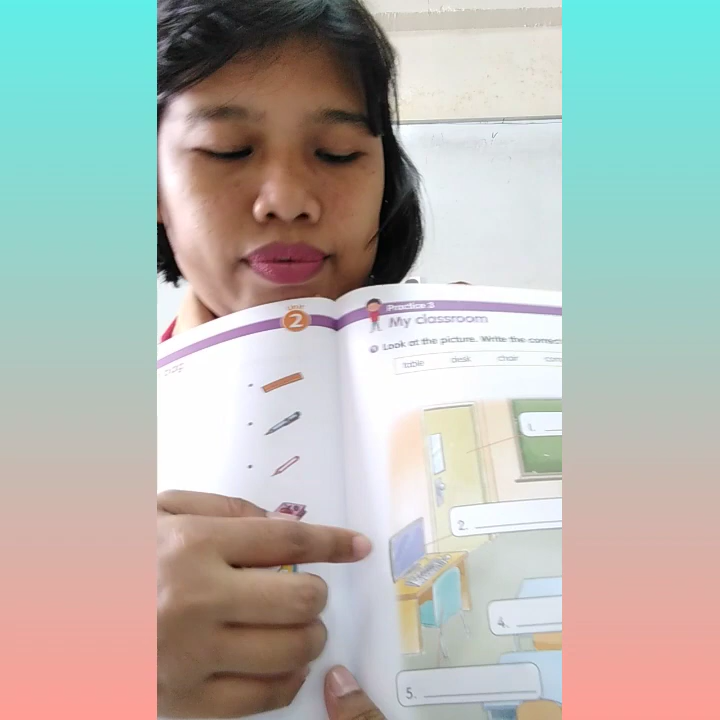 Unit
2
Practice 3
My classroom
Look at the picture. Write the correct
table desk chair
1.
2.
4.
5.